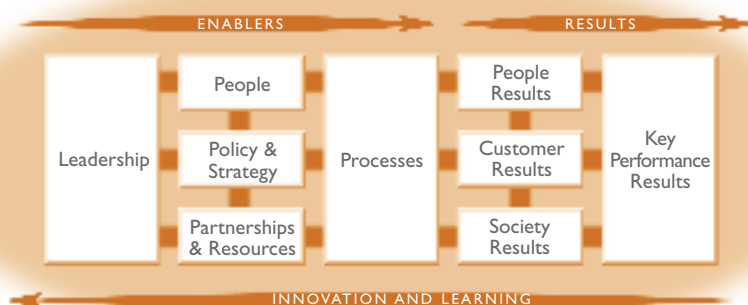 ENABLERS
RESULTS
Leadership
People
Policy &
Strategy
Partnerships
& Resources
Processes
People
Results
Customer
Results
Society
Results
Key
Performance
Results
INNOVATION AND LEARNING